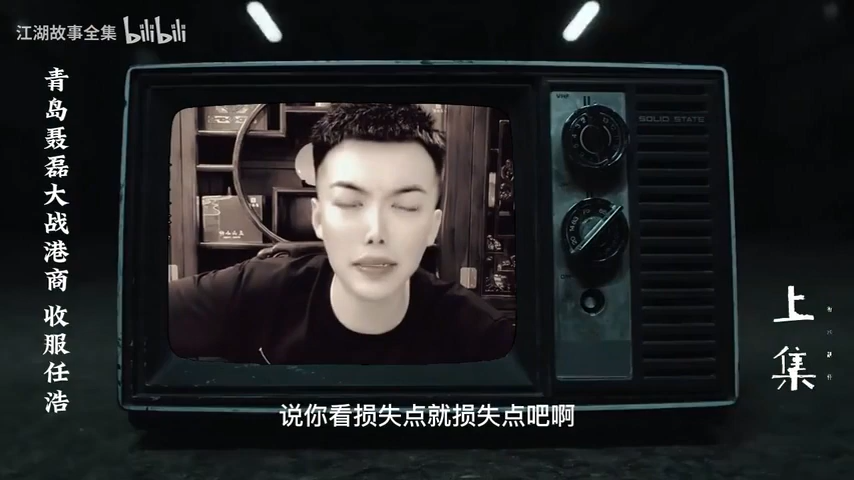 江湖故事全集 bilibili
青岛聂磊大战港商 收服任浩
SOLID STATE
上集
说你看损失点就损失点吧啊